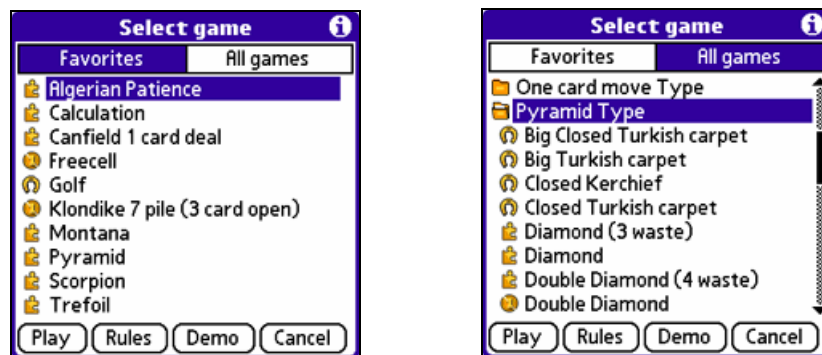 Select game
Favorites All games
Algerian Patience
Calculation
Canfield 1 card deal
Freecell
Golf
Klondike 7 pile (3 card open)
Montana
Pyramid
Scorpion
Trefoil
Play Rules Demo Cancel
Select game
Favorites All games
One card move Type
Pyramid Type
Big Closed Turkish carpet
Big Turkish carpet
Closed Kerchief
Closed Turkish carpet
Diamond (3 waste)
Diamond
Double Diamond (4 waste)
Double Diamond
Play Rules Demo Cancel